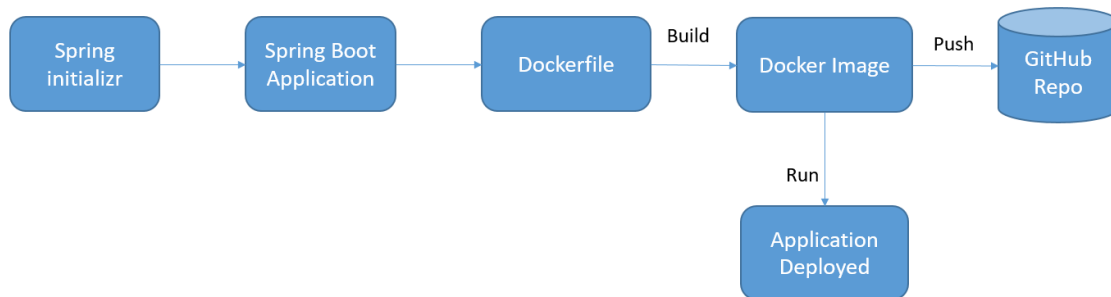 Spring
initializr
Spring Boot
Application
Dockerfile
Build
Docker Image
Push
GitHub
Repo
Run
Application
Deployed